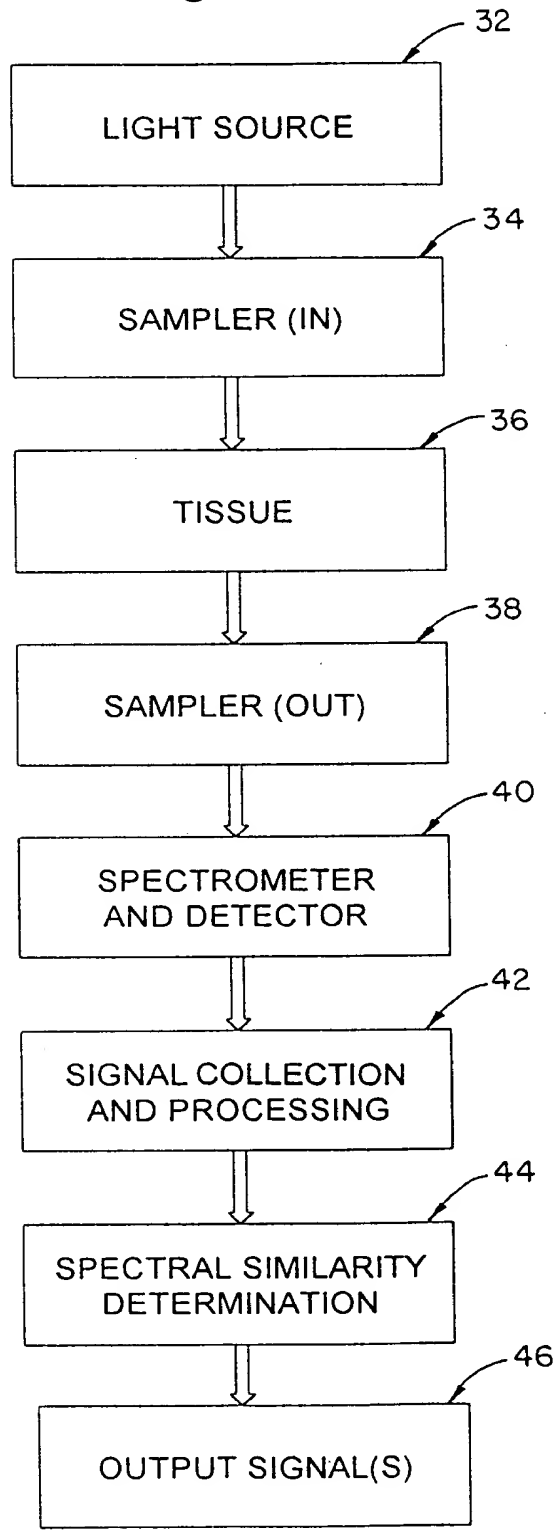 32
LIGHT SOURCE
34
SAMPLER (IN)
36
TISSUE
38
SAMPLER (OUT)
40
SPECTROMETER
AND DETECTOR
42
SIGNAL COLLECTION
AND PROCESSING
44
SPECTRAL SIMILARITY
DETERMINATION
46
OUTPUT SIGNAL(S)